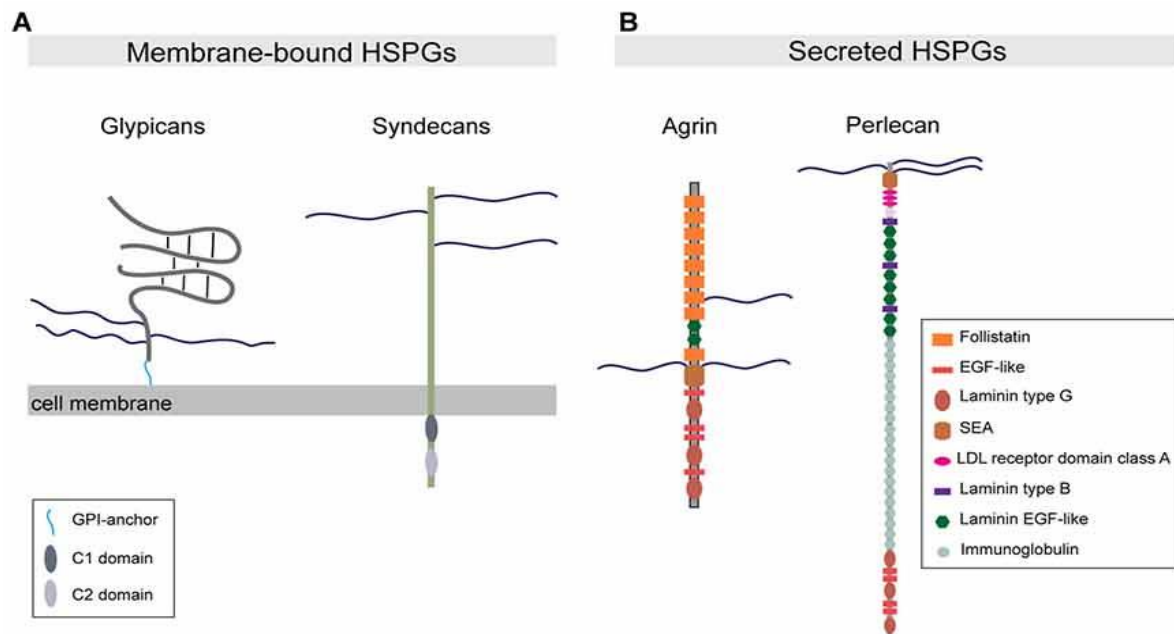 A
Membrane-bound HSPGs
Glypicans
Syndecans
cell membrane
GPI-anchor
C1 domain
C2 domain
B
Secreted HSPGs
Agrin
Perlecan
Follistatin
EGF-like
Laminin type G
SEA
LDL receptor domain class A
Laminin type B
Laminin EGF-like
Immunoglobulin